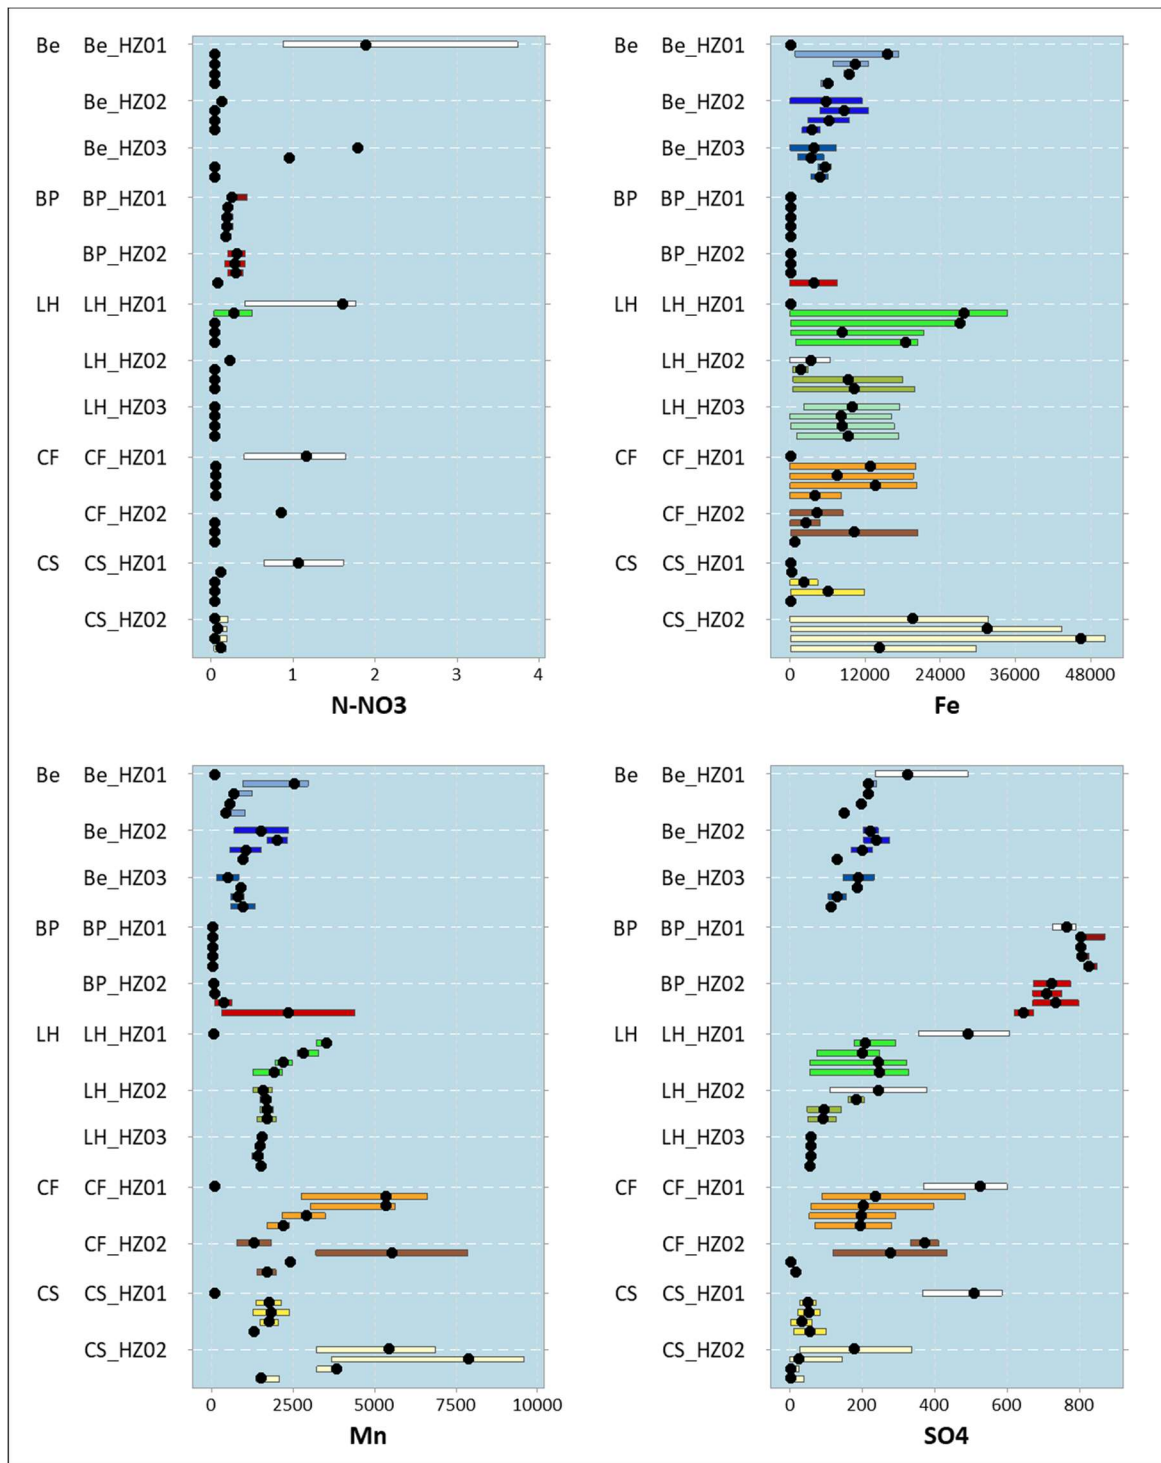 Be Be_HZ01
Be_HZ02
Be_HZ03
BP BP_HZ01
BP_HZ02
LH LH_HZ01
LH_HZ02
LH_HZ03
CF CF_HZ01
CF_HZ02
CS CS_HZ01
CS_HZ02
0 1 2 3 4
N-NO3
Be Be_HZ01
Be_HZ02
Be_HZ03
BP BP_HZ01
BP_HZ02
LH LH_HZ01
LH_HZ02
LH_HZ03
CF CF_HZ01
CF_HZ02
CS CS_HZ01
CS_HZ02
0 12000 24000 36000 48000
Fe
Be Be_HZ01
Be_HZ02
Be_HZ03
BP BP_HZ01
BP_HZ02
LH LH_HZ01
LH_HZ02
LH_HZ03
CF CF_HZ01
CF_HZ02
CS CS_HZ01
CS_HZ02
0 2500 5000 7500 10000
Mn
Be Be_HZ01
Be_HZ02
Be_HZ03
BP BP_HZ01
BP_HZ02
LH LH_HZ01
LH_HZ02
LH_HZ03
CF CF_HZ01
CF_HZ02
CS CS_HZ01
CS_HZ02
0 200 400 600 800
SO4